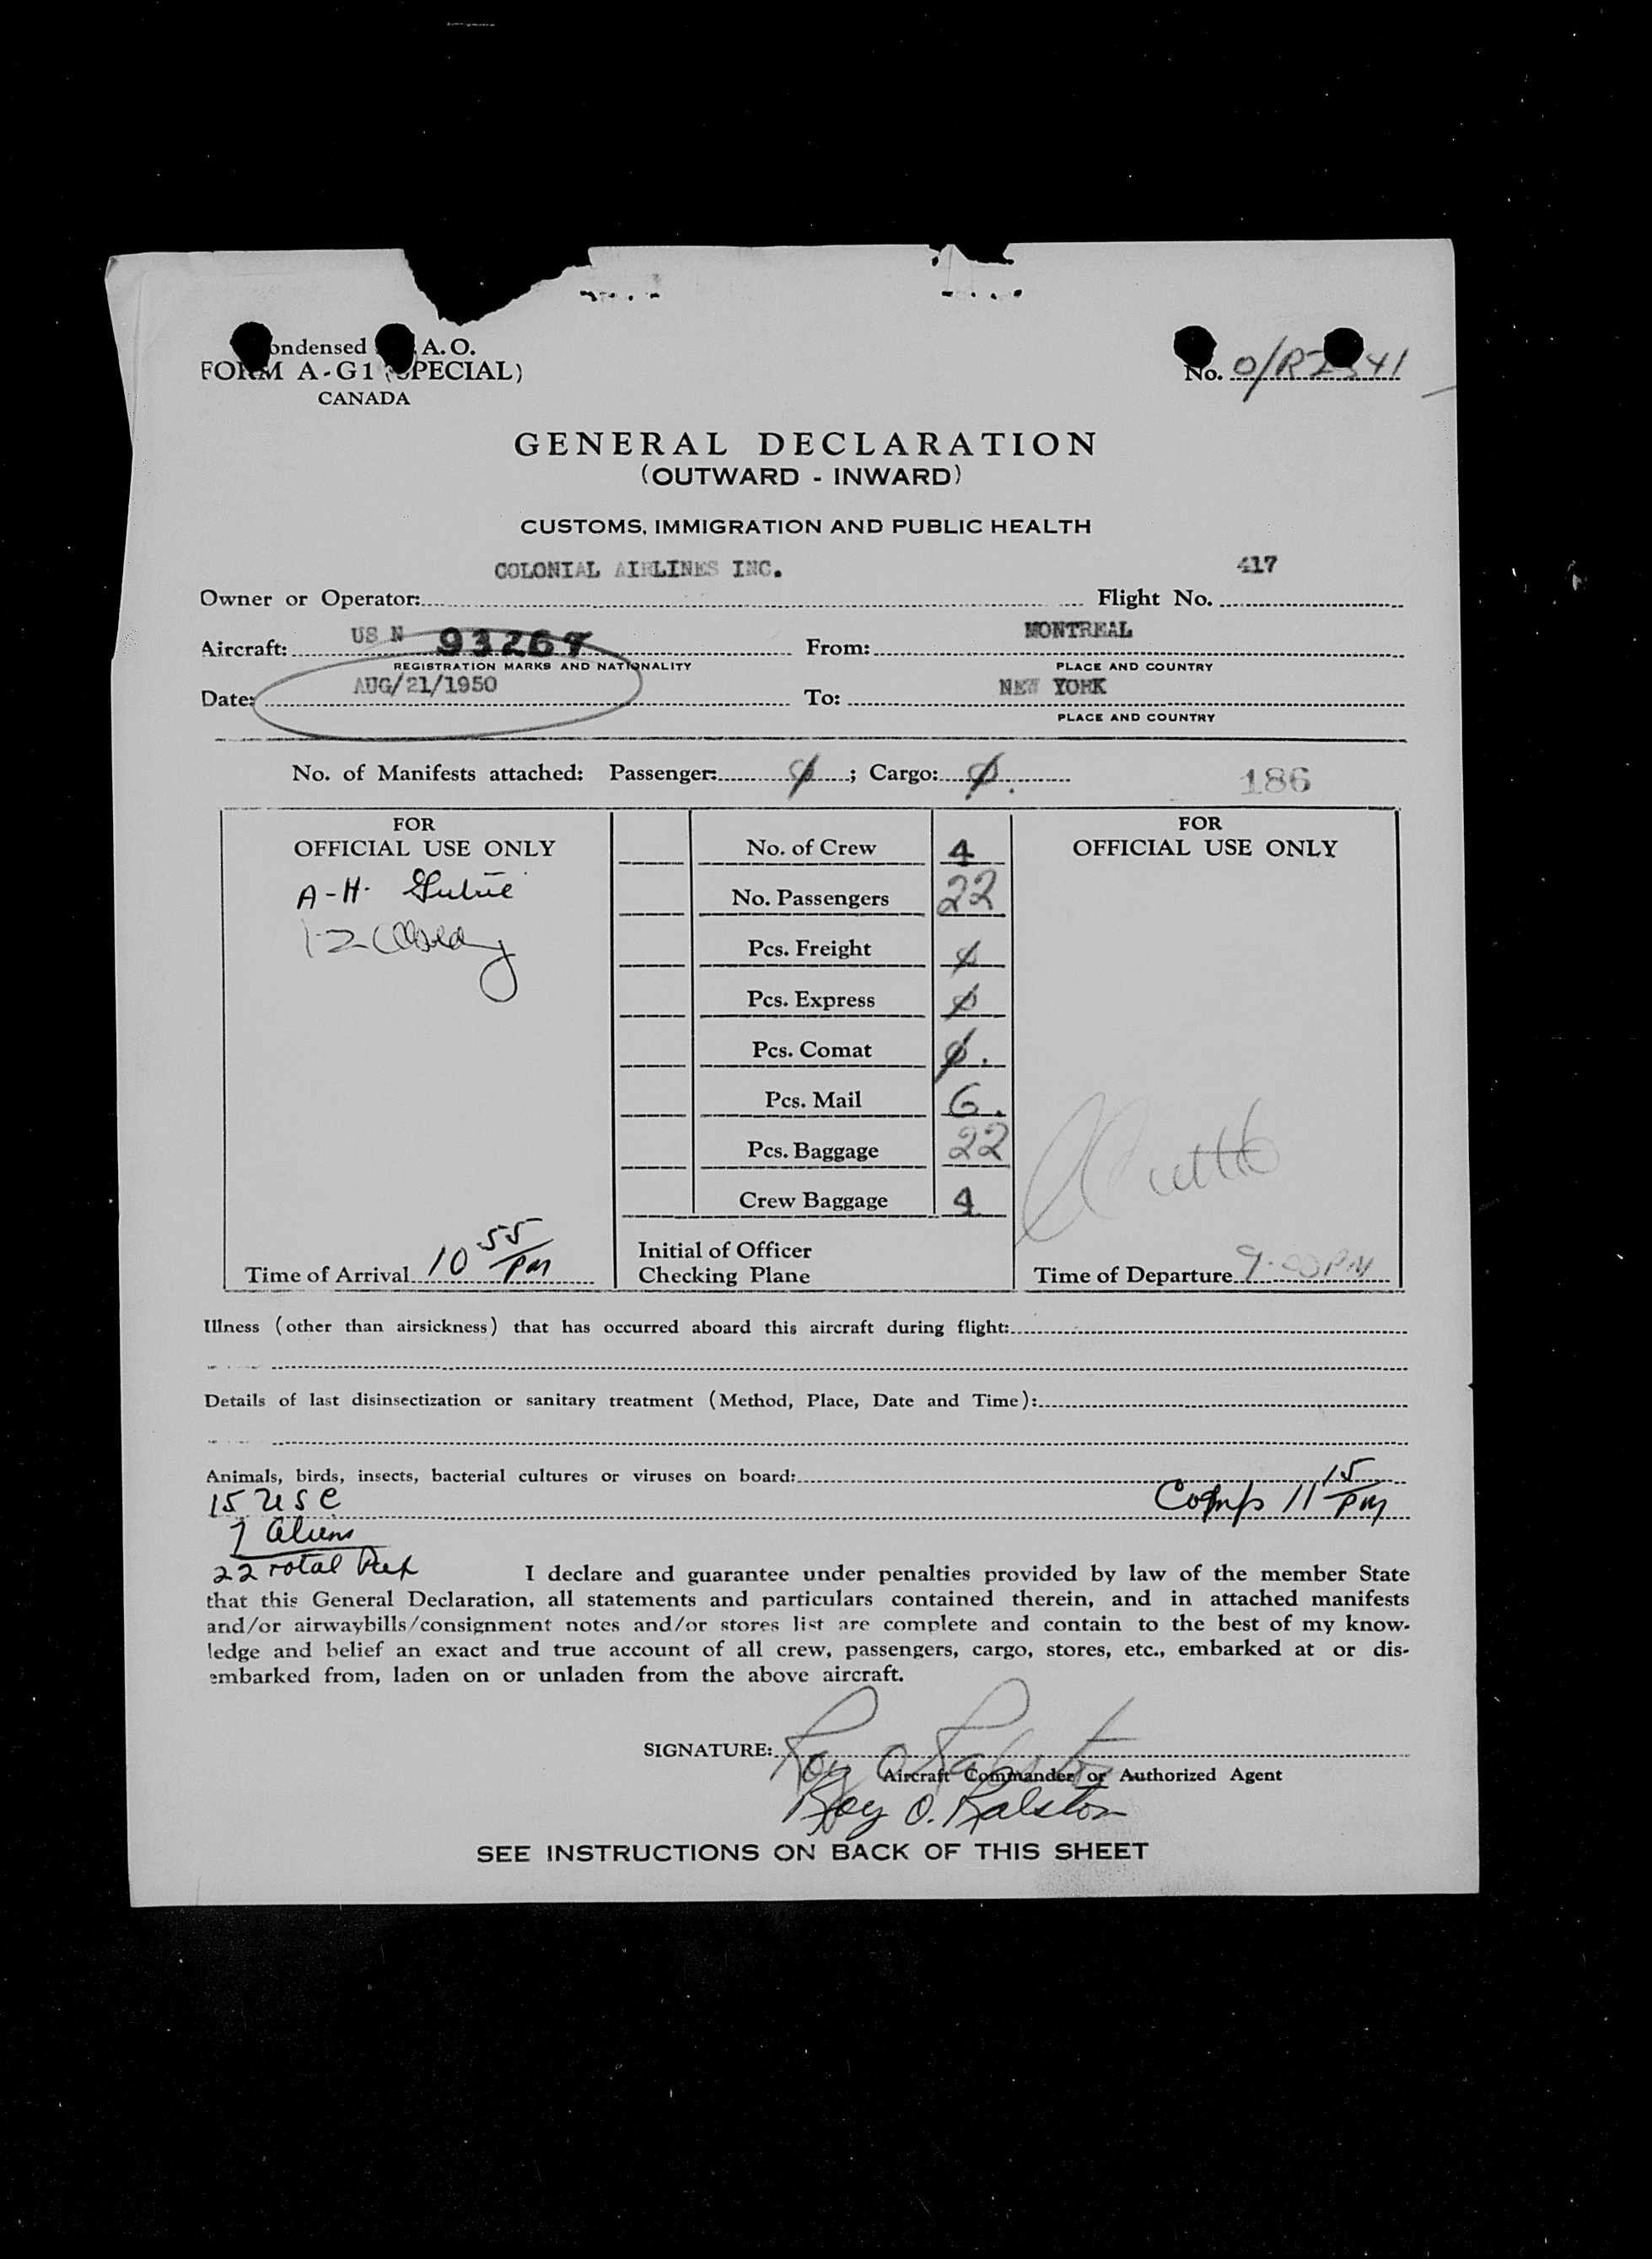 ondensed A. O.
FORM A-G1 (SPECIAL)
CANADA
No. O/R2 41
GENERAL DECLARATION
(OUTWARD - INWARD)
CUSTOMS, IMMIGRATION AND PUBLIC HEALTH
COLONIAL AIRLINES INC.
417
Owner or Operator: Flight No.
Aircraft: US N 93267 From: MONTREAL
REGISTRATION MARKS AND NATIONALITY PLACE AND COUNTRY
Date: AUG/21/1950 To: NEW YORK
PLACE AND COUNTRY
No. of Manifests attached: Passenger: ∅; Cargo: ∅.
186
FOR
OFFICIAL USE ONLY
A-H.
No. of Crew 4
No. Passengers 22
Pcs. Freight ∅
Pcs. Express ∅
Pcs. Comat ∅.
Pcs. Mail 6.
Pcs. Baggage 22
Crew Baggage 4
FOR
OFFICIAL USE ONLY
Time of Arrival 10 55 PM
Initial of Officer
Checking Plane
Time of Departure 9.00 PM
Illness (other than airsickness) that has occurred aboard this aircraft during flight:
Details of last disinsectization or sanitary treatment (Method, Place, Date and Time):
Animals, birds, insects, bacterial cultures or viruses on board:
15 USC
Comp 11 15 PM
7 Aliens
22 Total
I declare and guarantee under penalties provided by law of the member State
that this General Declaration, all statements and particulars contained therein, and in attached manifests
and/or airwaybills/consignment notes and/or stores list are complete and contain to the best of my know-
ledge and belief an exact and true account of all crew, passengers, cargo, stores, etc., embarked at or dis-
embarked from, laden on or unladen from the above aircraft.
SIGNATURE: Roy O Ralston
Aircraft Commander or Authorized Agent
Roy O. Ralston
SEE INSTRUCTIONS ON BACK OF THIS SHEET